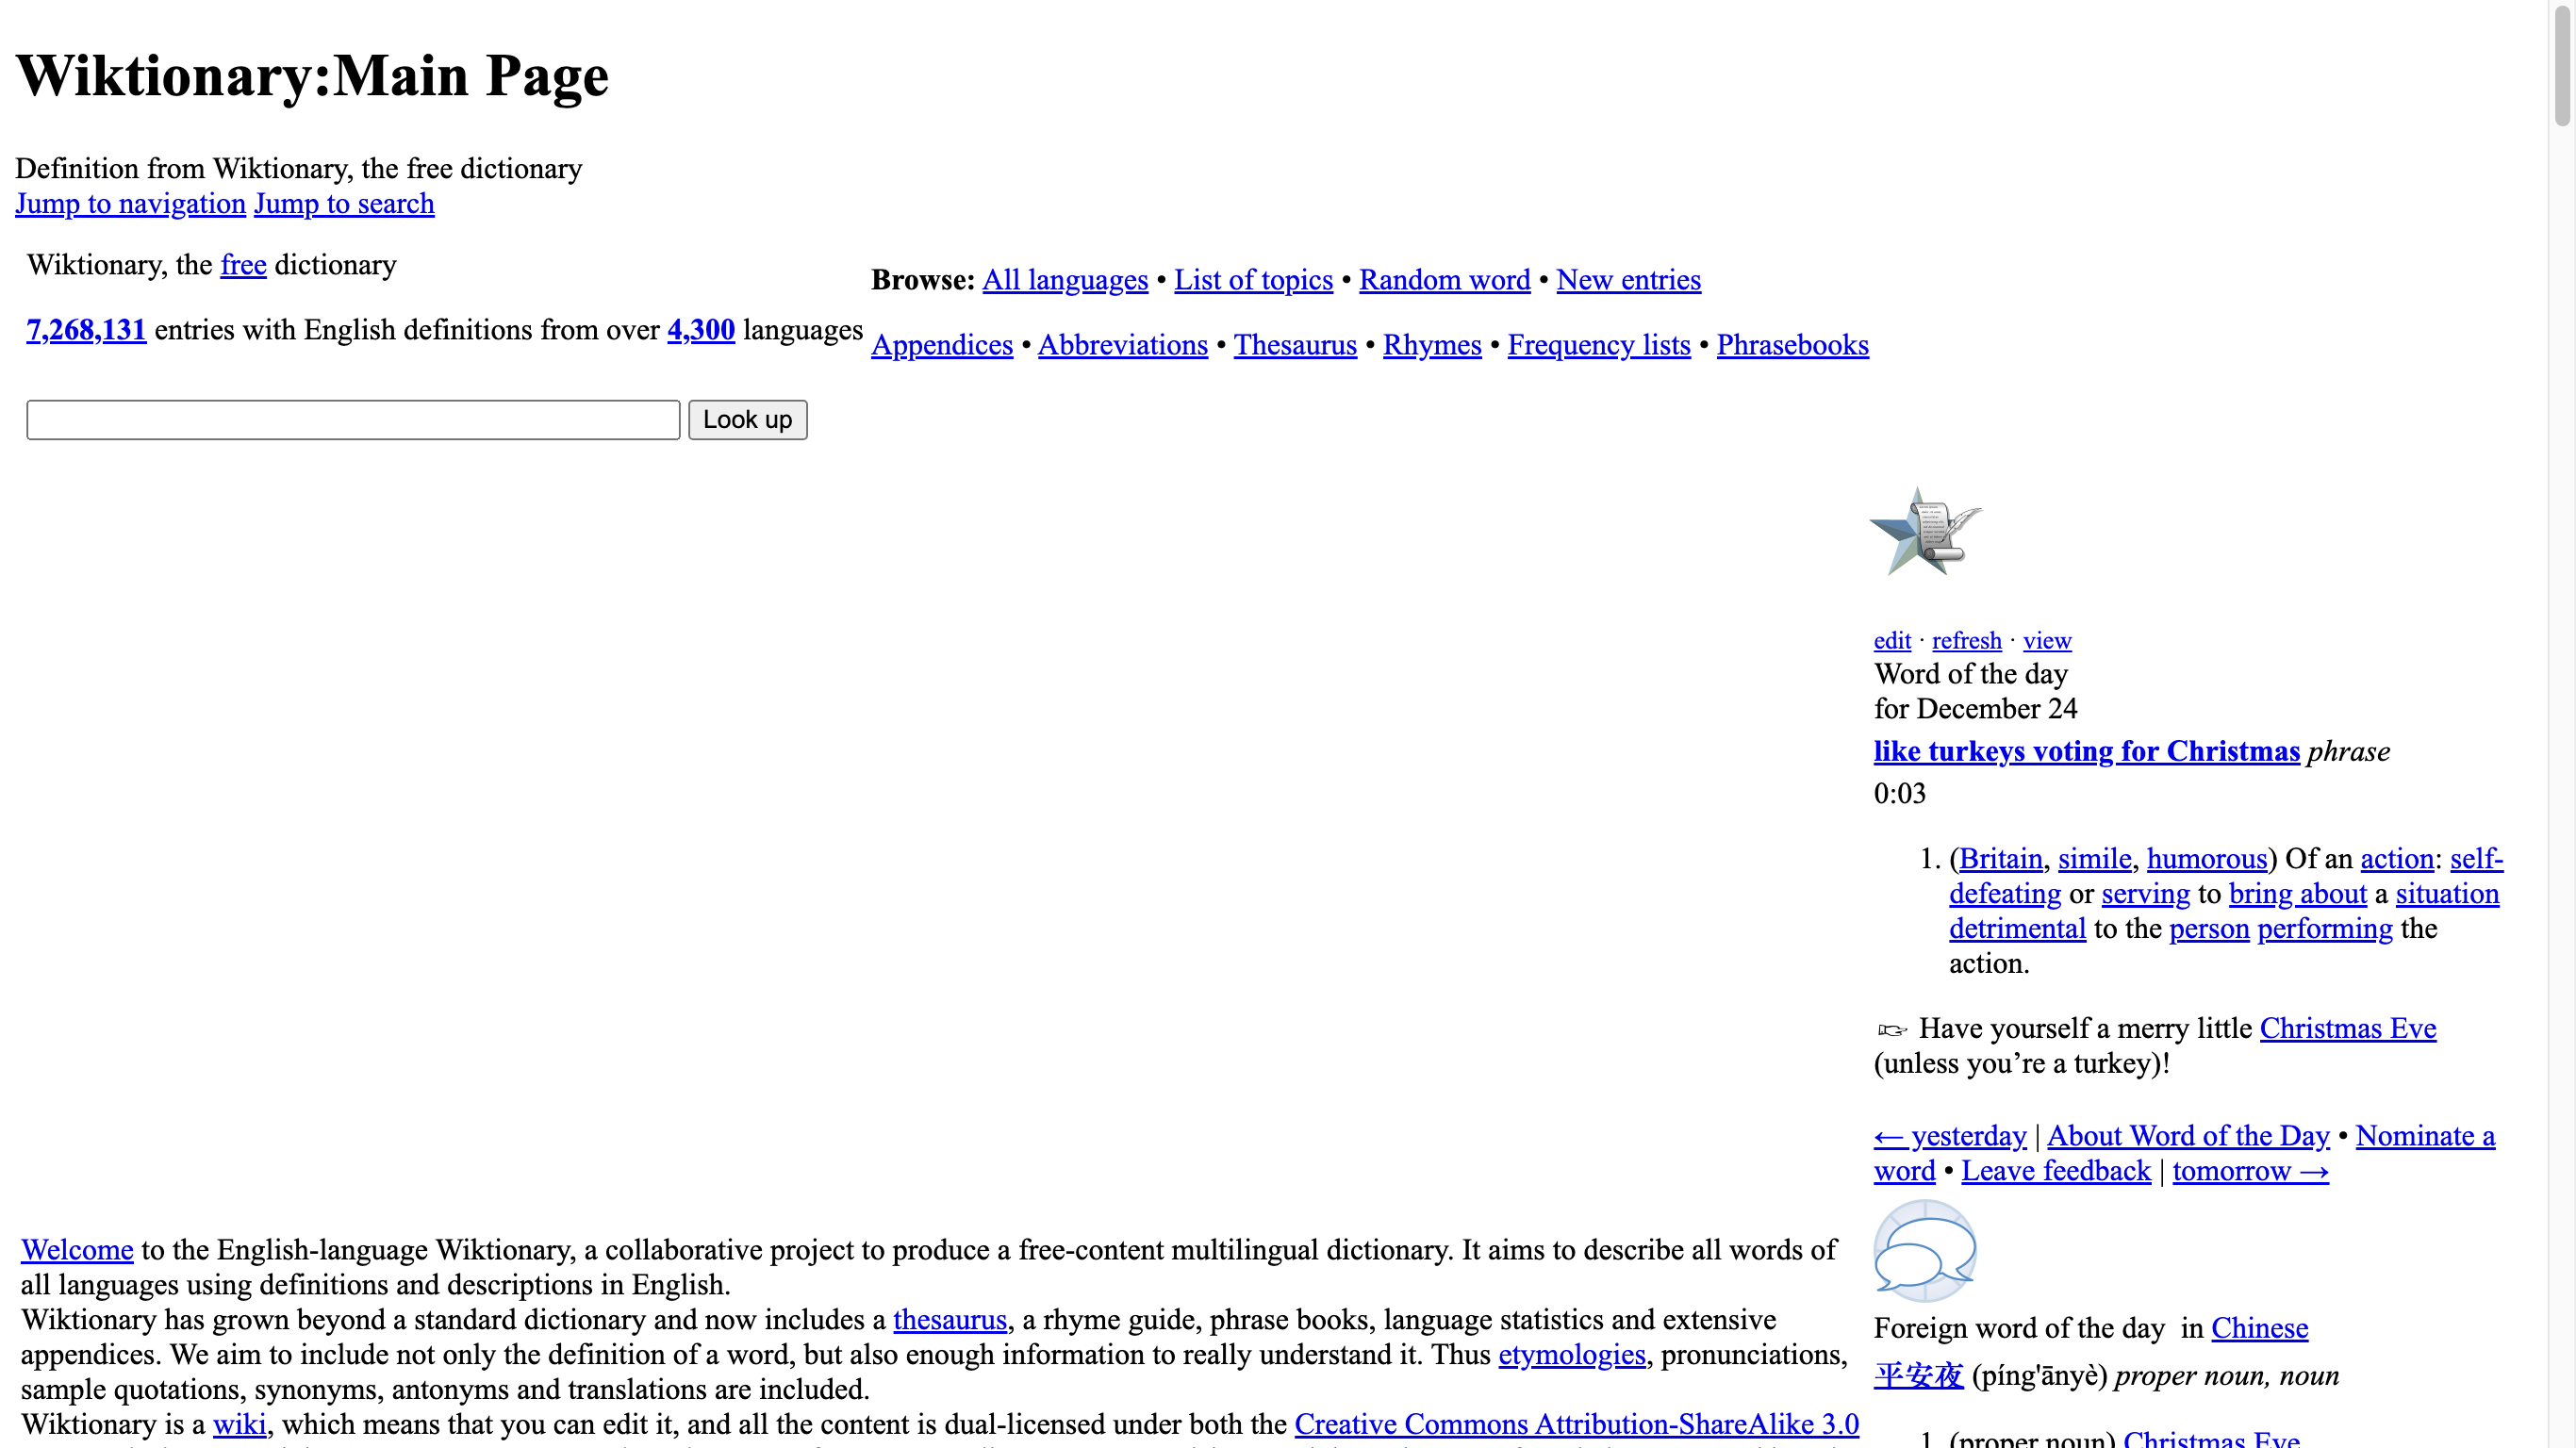 Wiktionary:Main Page
Definition from Wiktionary, the free dictionary
Jump to navigation Jump to search
Wiktionary, the free dictionary
7,268,131 entries with English definitions from over 4,300 languages
Look up
Browse: All languages • List of topics • Random word • New entries
Appendices • Abbreviations • Thesaurus • Rhymes • Frequency lists • Phrasebooks
edit · refresh · view
Word of the day
for December 24
like turkeys voting for Christmas phrase
0:03
1. (Britain, simile, humorous) Of an action: self-
defeating or serving to bring about a situation
detrimental to the person performing the
action.
☞ Have yourself a merry little Christmas Eve
(unless you’re a turkey)!
← yesterday | About Word of the Day • Nominate a
word • Leave feedback | tomorrow →
Welcome to the English-language Wiktionary, a collaborative project to produce a free-content multilingual dictionary. It aims to describe all words of
all languages using definitions and descriptions in English.
Wiktionary has grown beyond a standard dictionary and now includes a thesaurus, a rhyme guide, phrase books, language statistics and extensive
appendices. We aim to include not only the definition of a word, but also enough information to really understand it. Thus etymologies, pronunciations,
sample quotations, synonyms, antonyms and translations are included.
Wiktionary is a wiki, which means that you can edit it, and all the content is dual-licensed under both the Creative Commons Attribution-ShareAlike 3.0
Foreign word of the day in Chinese
平安夜 (píng'ānyè) proper noun, noun
1. (proper noun) Christmas Eve